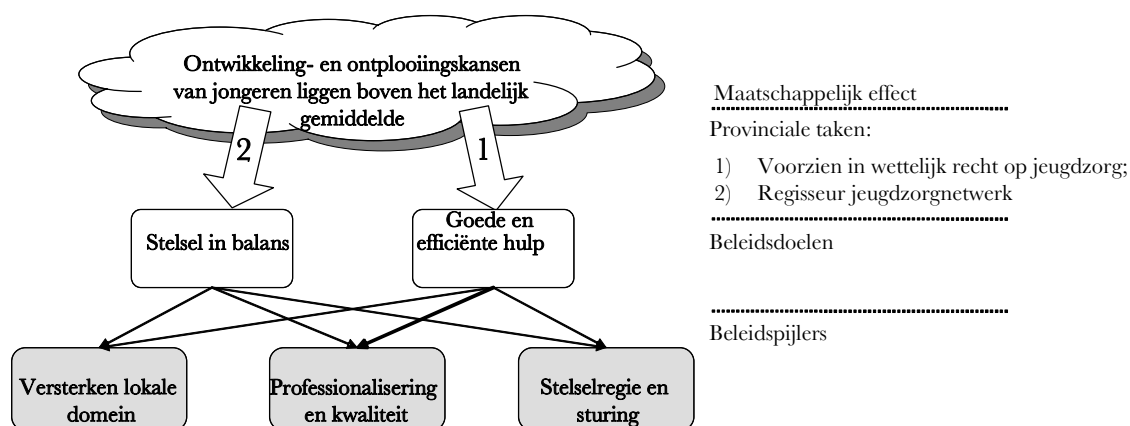 Ontwikkeling- en ontplooiingskansen
van jongeren liggen boven het landelijk
gemiddelde
2
1
Stelsel in balans
Goede en
efficiënte hulp
Versterken lokale
domein
Professionalisering
en kwaliteit
Stelselregie en
sturing
Maatschappelijk effect
Provinciale taken:
1) Voorzien in wettelijk recht op jeugdzorg;
2) Regisseur jeugdzorgnetwerk
Beleidsdoelen
Beleidspijlers